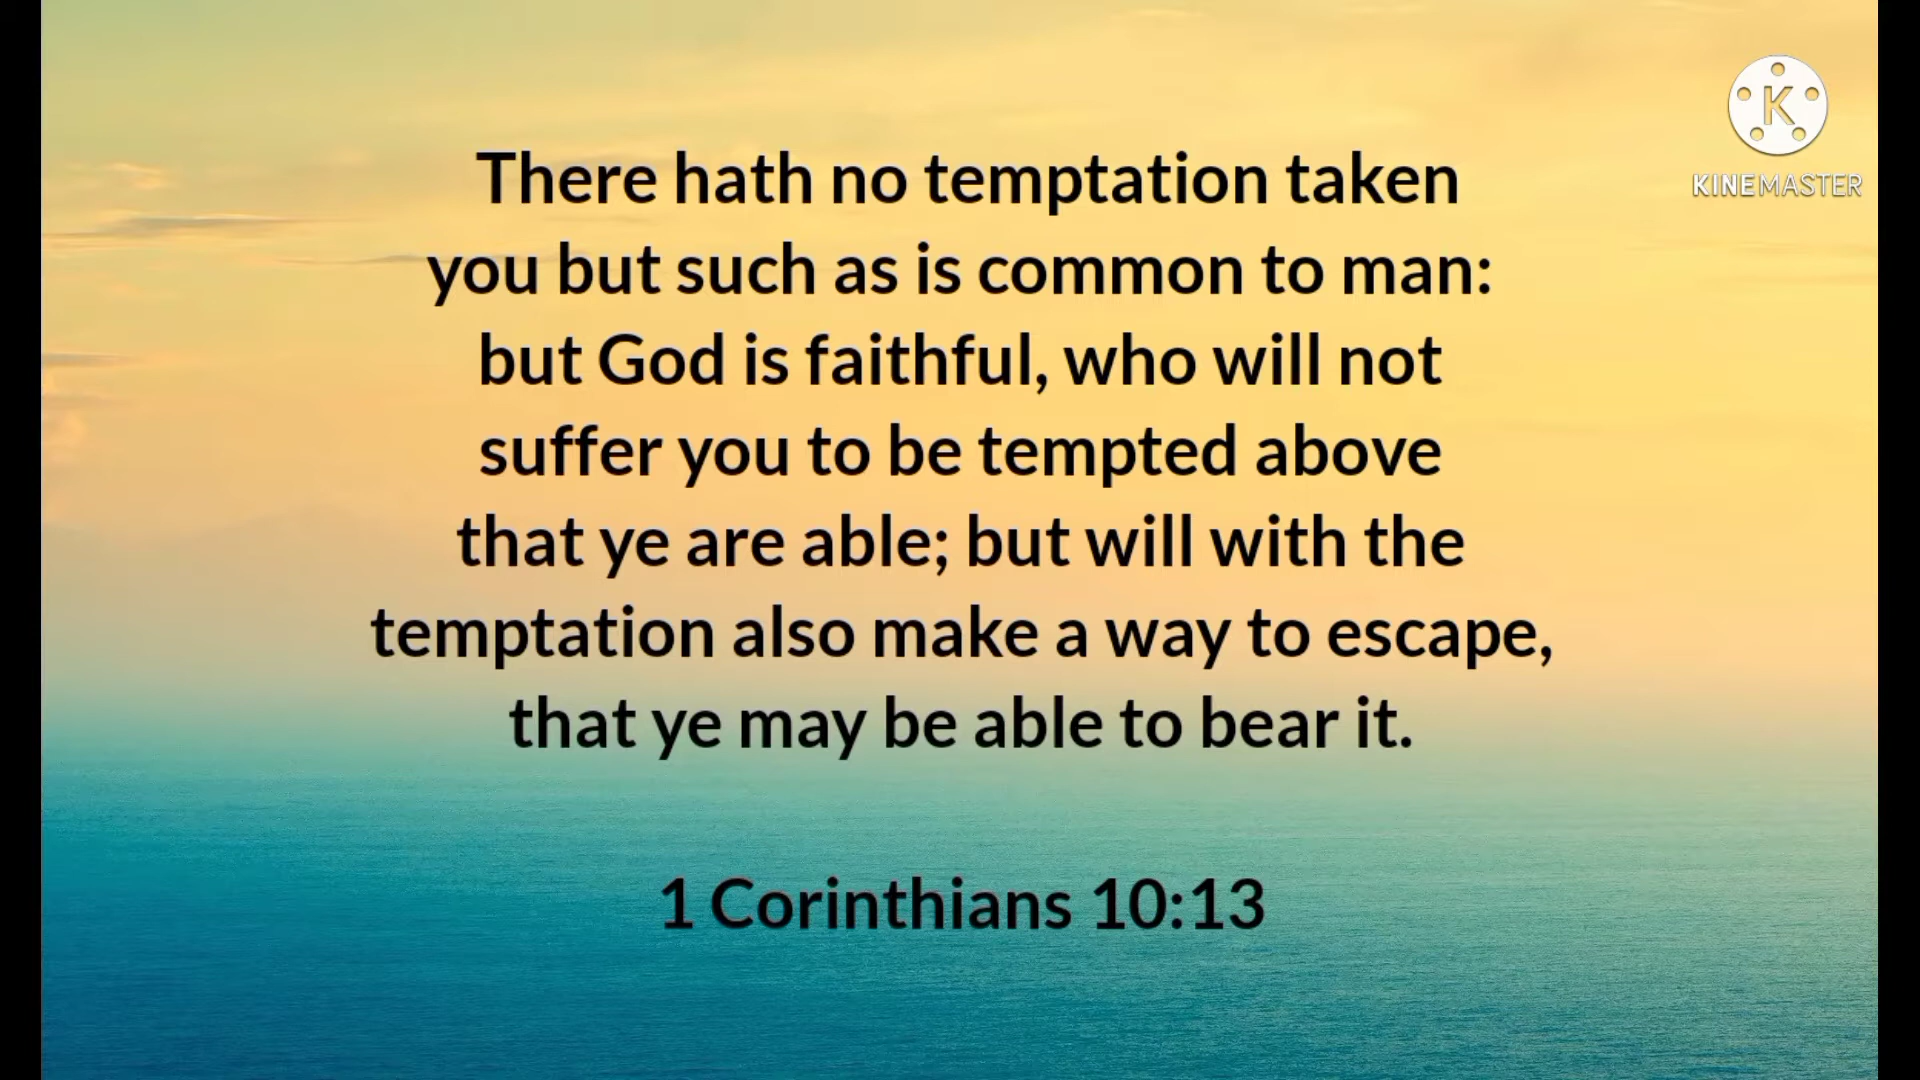 K
KINEMASTER
There hath no temptation taken
you but such as is common to man:
but God is faithful, who will not
suffer you to be tempted above
that ye are able; but will with the
temptation also make a way to escape,
that ye may be able to bear it.
1 Corinthians 10:13